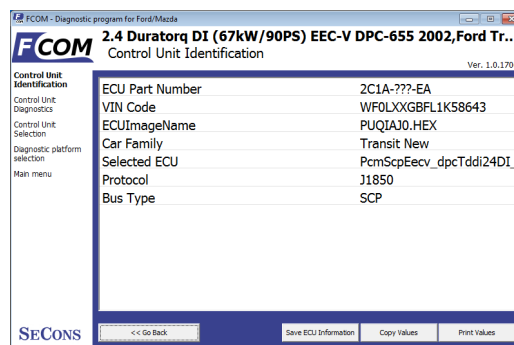 FCOM - Diagnostic program for Ford/Mazda
FCOM
2.4 Duratorq DI (67kW/90PS) EEC-V DPC-655 2002,Ford Tr...
Control Unit Identification
Ver. 1.0.170
Control Unit
Identification
Control Unit
Diagnostics
Control Unit
Selection
Diagnostic platform
selection
Main menu
ECU Part Number 2C1A-???-EA
VIN Code WF0LXXGBFL1K58643
ECUImageName PUQIAJ0.HEX
Car Family Transit New
Selected ECU PcmScpEecv_dpcTddi24DI_
Protocol J1850
Bus Type SCP
SECONS
<< Go Back
Save ECU Information
Copy Values
Print Values